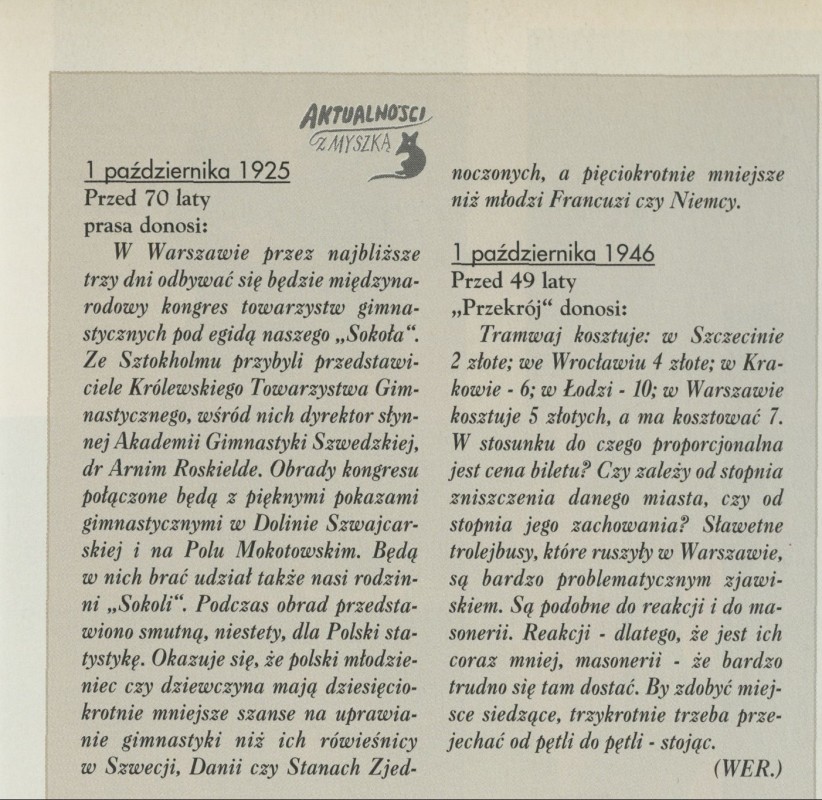 AKTUALNOŚCI
Z MYSZKĄ
1 października 1925
Przed 70 laty
prasa donosi:
W Warszawie przez najbliższe
trzy dni odbywać się będzie międzyna-
rodowy kongres towarzystw gimna-
stycznych pod egidą naszego „Sokoła“.
Ze Sztokholmu przybyli przedstawi-
ciele Królewskiego Towarzystwa Gim-
nastycznego, wśród nich dyrektor słyn-
nej Akademii Gimnastyki Szwedzkiej,
dr Arnim Roskielde. Obrady kongresu
połączone będą z pięknymi pokazami
gimnastycznymi w Dolinie Szwajcar-
skiej i na Polu Mokotowskim. Będą
w nich brać udział także nasi rodzin-
ni „Sokoli“. Podczas obrad przedsta-
wiono smutną, niestety, dla Polski sta-
tystykę. Okazuje się, że polski młodzie-
niec czy dziewczyna mają dziesięcio-
krotnie mniejsze szanse na uprawia-
nie gimnastyki niż ich rówieśnicy
w Szwecji, Danii czy Stanach Zjed-
noczonych, a pięciokrotnie mniejsze
niż młodzi Francuzi czy Niemcy.
1 października 1946
Przed 49 laty
„Przekrój“ donosi:
Tramwaj kosztuje: w Szczecinie
2 złote; we Wrocławiu 4 złote; w Kra-
kowie - 6; w Łodzi - 10; w Warszawie
kosztuje 5 złotych, a ma kosztować 7.
W stosunku do czego proporcjonalna
jest cena biletu? Czy zależy od stopnia
zniszczenia danego miasta, czy od
stopnia jego zachowania? Sławetne
trolejbusy, które ruszyły w Warszawie,
są bardzo problematycznym zjawi-
skiem. Są podobne do reakcji i do ma-
sonerii. Reakcji - dlatego, że jest ich
coraz mniej, masonerii - że bardzo
trudno się tam dostać. By zdobyć miej-
sce siedzące, trzykrotnie trzeba prze-
jechać od pętli do pętli - stojąc.
(WER.)